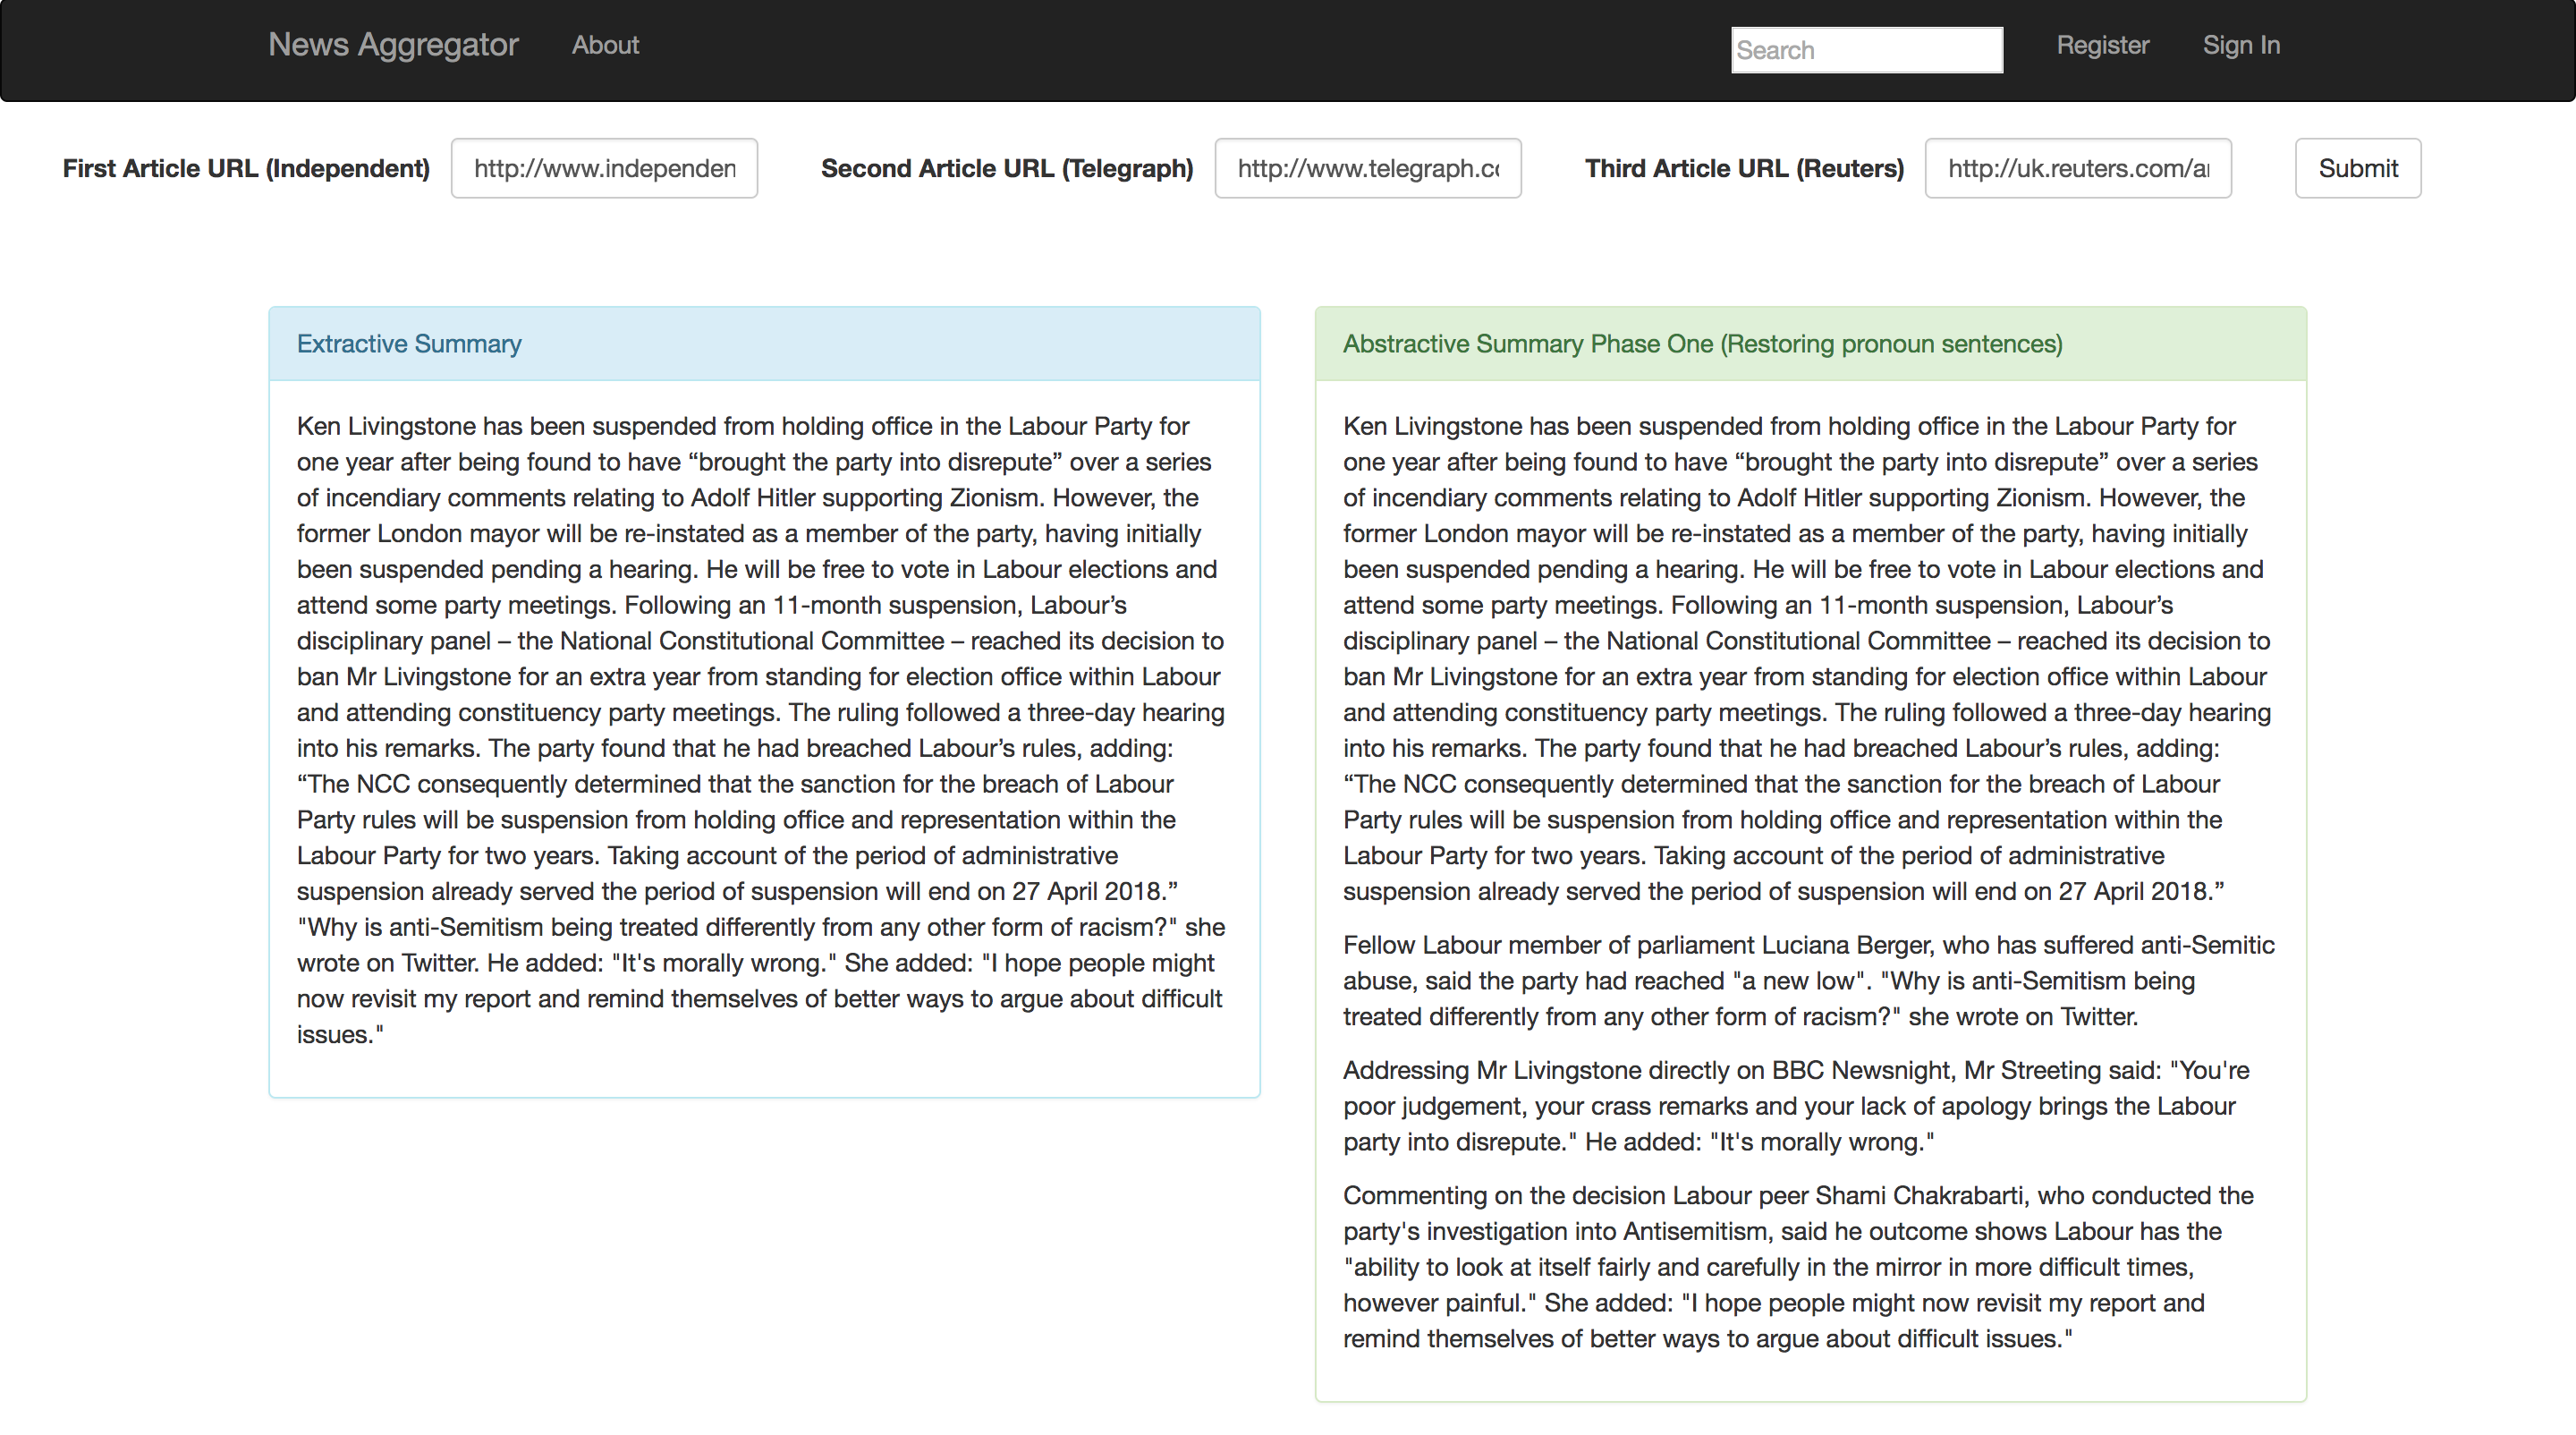 News Aggregator About Search Register Sign In
First Article URL (Independent) http://www.independen Second Article URL (Telegraph) http://www.telegraph.co Third Article URL (Reuters) http://uk.reuters.com/ar Submit
Extractive Summary
Ken Livingstone has been suspended from holding office in the Labour Party for
one year after being found to have “brought the party into disrepute” over a series
of incendiary comments relating to Adolf Hitler supporting Zionism. However, the
former London mayor will be re-instated as a member of the party, having initially
been suspended pending a hearing. He will be free to vote in Labour elections and
attend some party meetings. Following an 11-month suspension, Labour’s
disciplinary panel – the National Constitutional Committee – reached its decision to
ban Mr Livingstone for an extra year from standing for election office within Labour
and attending constituency party meetings. The ruling followed a three-day hearing
into his remarks. The party found that he had breached Labour’s rules, adding:
“The NCC consequently determined that the sanction for the breach of Labour
Party rules will be suspension from holding office and representation within the
Labour Party for two years. Taking account of the period of administrative
suspension already served the period of suspension will end on 27 April 2018.”
"Why is anti-Semitism being treated differently from any other form of racism?" she
wrote on Twitter. He added: "It's morally wrong." She added: "I hope people might
now revisit my report and remind themselves of better ways to argue about difficult
issues."
Abstractive Summary Phase One (Restoring pronoun sentences)
Ken Livingstone has been suspended from holding office in the Labour Party for
one year after being found to have “brought the party into disrepute” over a series
of incendiary comments relating to Adolf Hitler supporting Zionism. However, the
former London mayor will be re-instated as a member of the party, having initially
been suspended pending a hearing. He will be free to vote in Labour elections and
attend some party meetings. Following an 11-month suspension, Labour’s
disciplinary panel – the National Constitutional Committee – reached its decision to
ban Mr Livingstone for an extra year from standing for election office within Labour
and attending constituency party meetings. The ruling followed a three-day hearing
into his remarks. The party found that he had breached Labour’s rules, adding:
“The NCC consequently determined that the sanction for the breach of Labour
Party rules will be suspension from holding office and representation within the
Labour Party for two years. Taking account of the period of administrative
suspension already served the period of suspension will end on 27 April 2018.”
Fellow Labour member of parliament Luciana Berger, who has suffered anti-Semitic
abuse, said the party had reached "a new low". "Why is anti-Semitism being
treated differently from any other form of racism?" she wrote on Twitter.
Addressing Mr Livingstone directly on BBC Newsnight, Mr Streeting said: "You're
poor judgement, your crass remarks and your lack of apology brings the Labour
party into disrepute." He added: "It's morally wrong."
Commenting on the decision Labour peer Shami Chakrabarti, who conducted the
party's investigation into Antisemitism, said he outcome shows Labour has the
"ability to look at itself fairly and carefully in the mirror in more difficult times,
however painful." She added: "I hope people might now revisit my report and
remind themselves of better ways to argue about difficult issues."